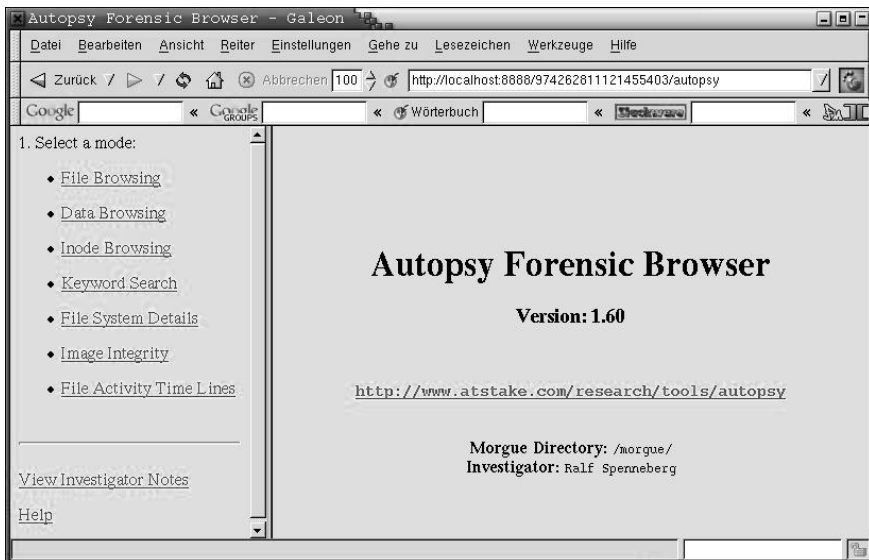 Autopsy Forensic Browser - Galeon
Datei Bearbeiten Ansicht Reiter Einstellungen Gehe zu Lesezeichen Werkzeuge Hilfe
Zurück Abbrechen 100 http://localhost:8888/974262811121455403/autopsy
Google « Google GROUPS « Wörterbuch « «
1. Select a mode:
• File Browsing
• Data Browsing
• Inode Browsing
• Keyword Search
• File System Details
• Image Integrity
• File Activity Time Lines
View Investigator Notes
Help
Autopsy Forensic Browser
Version: 1.60
http://www.atstake.com/research/tools/autopsy
Morgue Directory: /morgue/
Investigator: Ralf Spenneberg